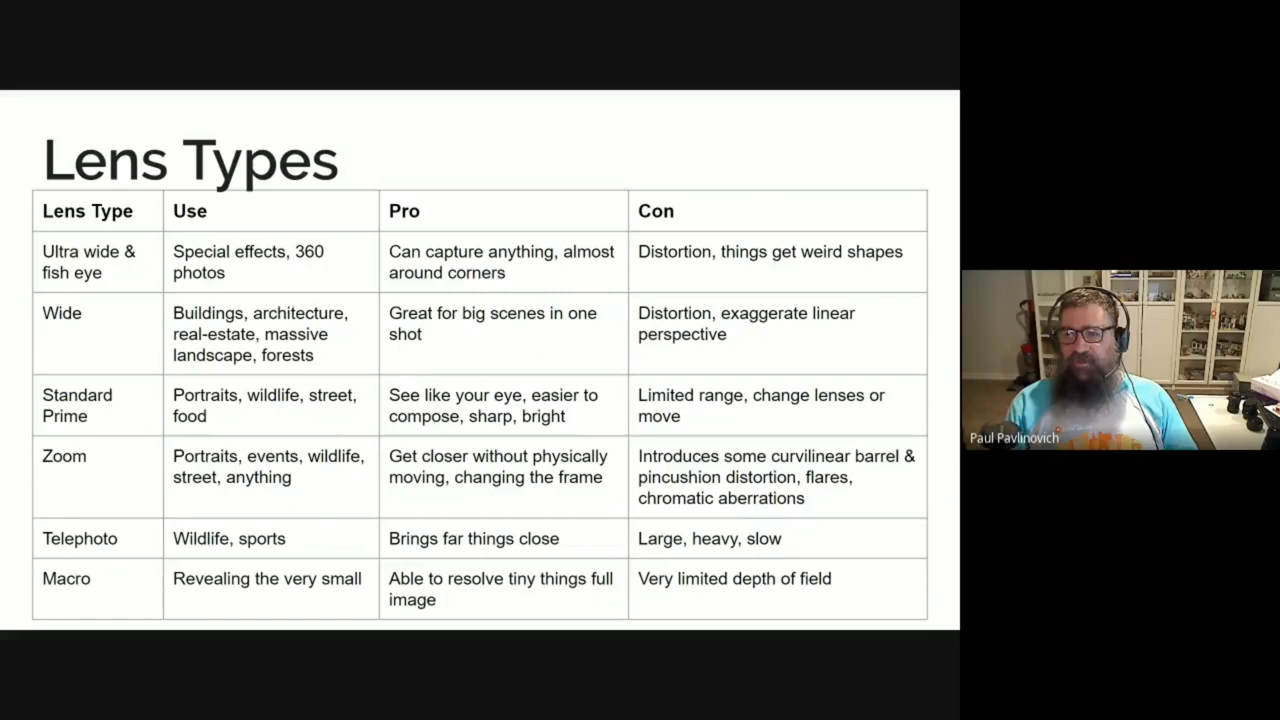 Lens Types
Lens Type Use Pro Con
Ultra wide &
fish eye
Special effects, 360
photos
Can capture anything, almost
around corners
Distortion, things get weird shapes
Wide
Buildings, architecture,
real-estate, massive
landscape, forests
Great for big scenes in one
shot
Distortion, exaggerate linear
perspective
Standard
Prime
Portraits, wildlife, street,
food
See like your eye, easier to
compose, sharp, bright
Limited range, change lenses or
move
Zoom
Portraits, events, wildlife,
street, anything
Get closer without physically
moving, changing the frame
Introduces some curvilinear barrel &
pincushion distortion, flares,
chromatic aberrations
Telephoto
Wildlife, sports
Brings far things close
Large, heavy, slow
Macro
Revealing the very small
Able to resolve tiny things full
image
Very limited depth of field
Paul Pavlinovich